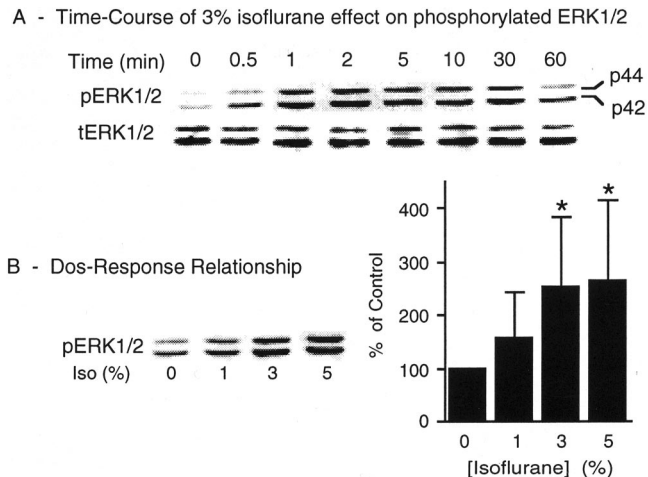 A - Time-Course of 3% isoflurane effect on phosphorylated ERK1/2
Time (min) 0 0.5 1 2 5 10 30 60
pERK1/2
p44
p42
tERK1/2
B - Dos-Response Relationship
pERK1/2
Iso (%) 0 1 3 5
% of Control
400
300
200
100
0
* *
0 1 3 5
[Isoflurane] (%)